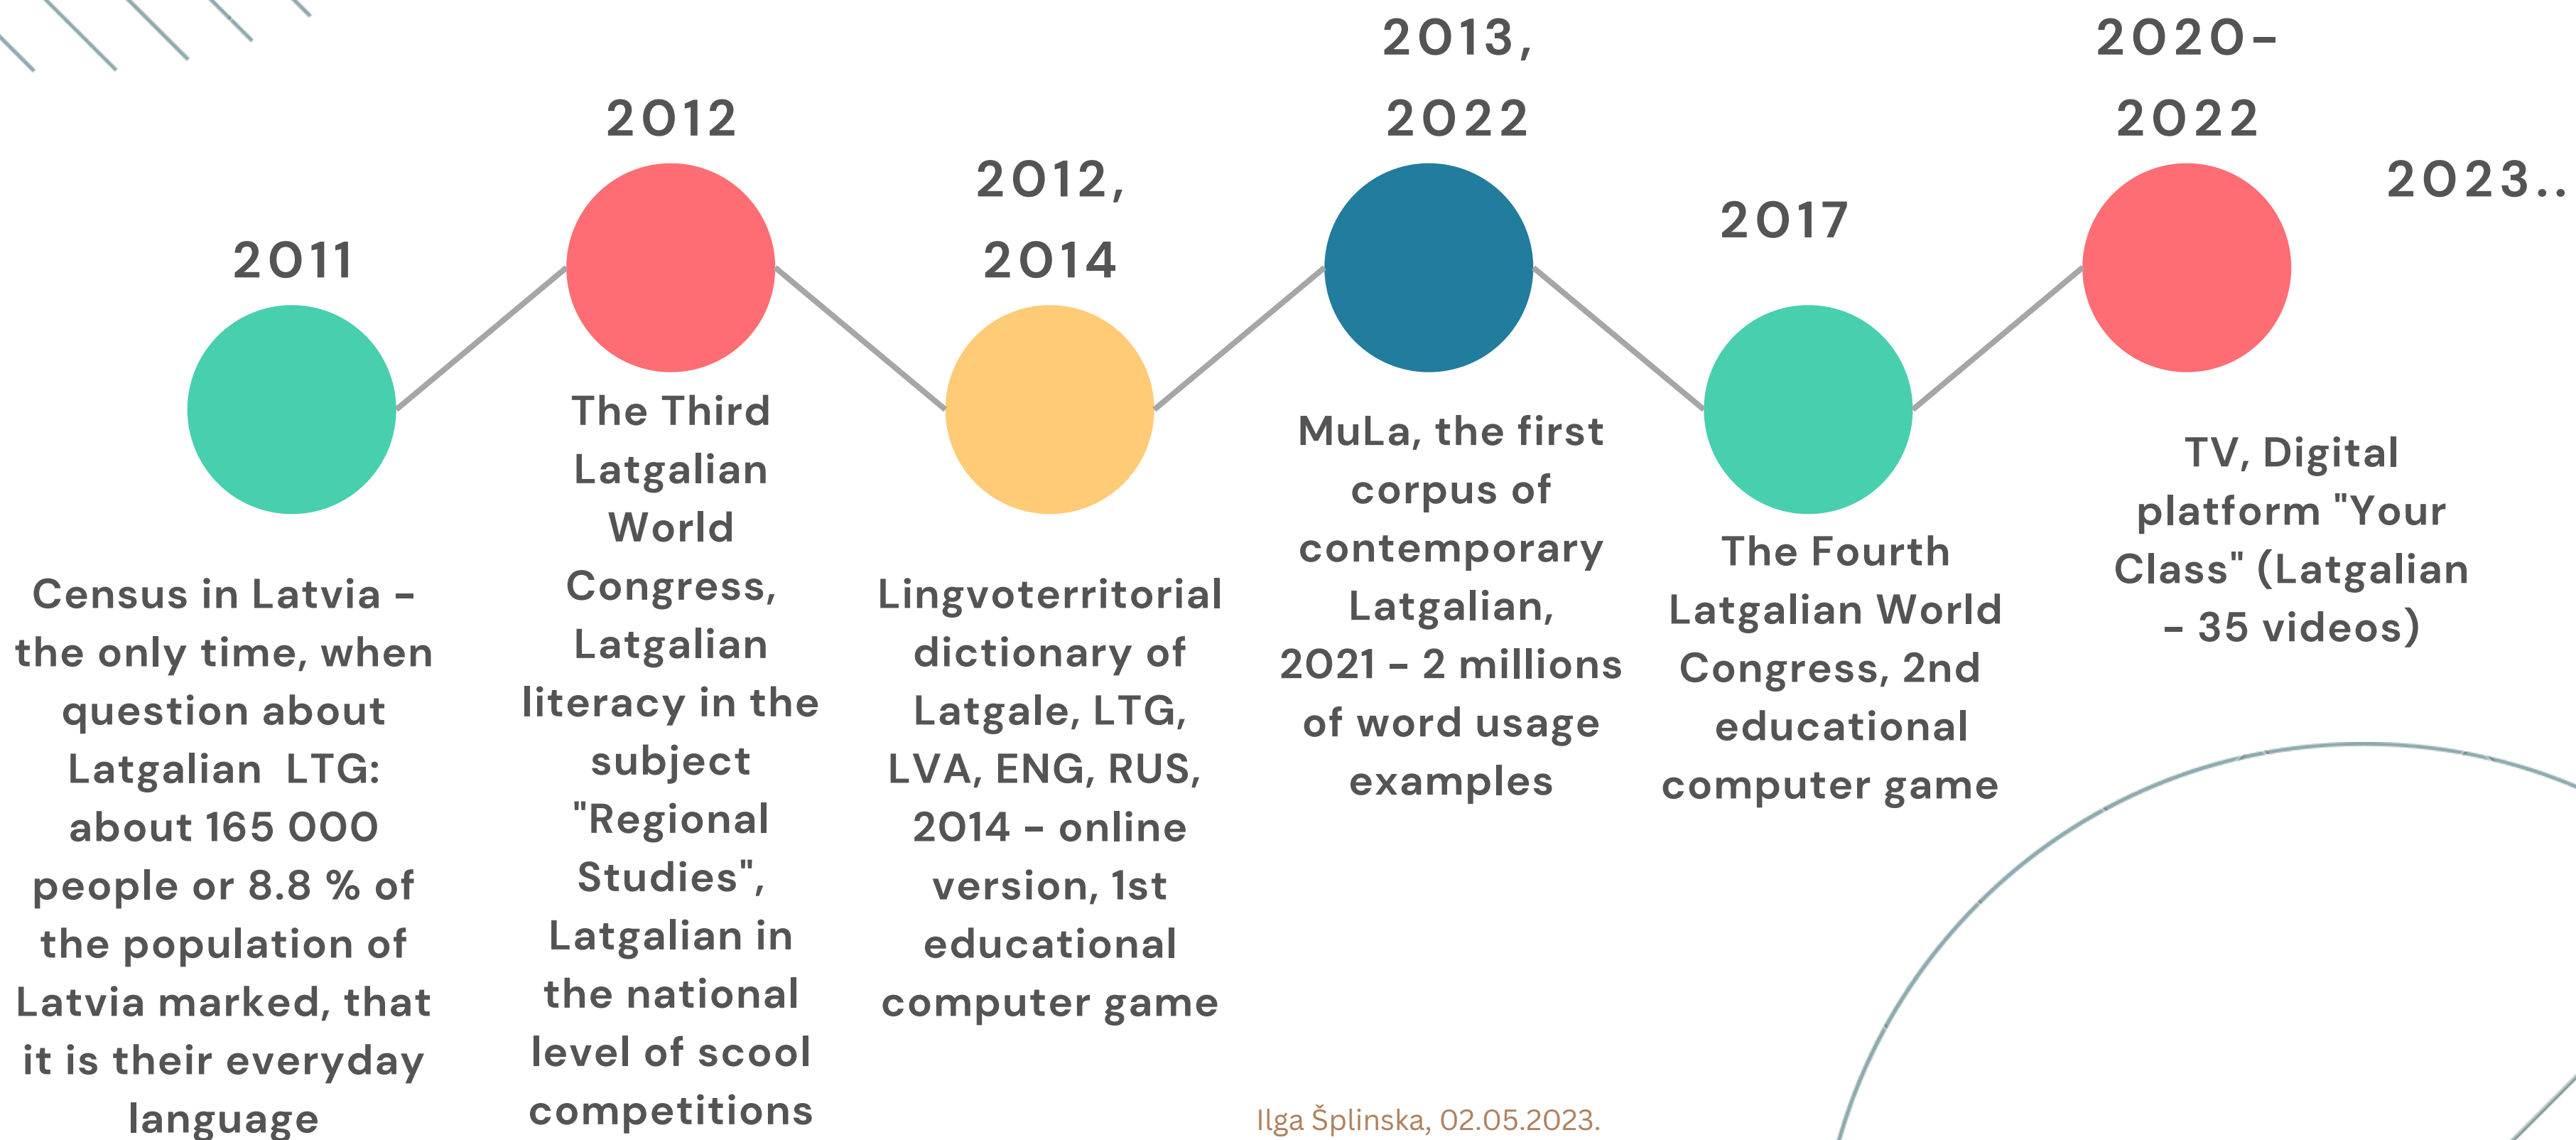 2011
Census in Latvia –
the only time, when
question about
Latgalian  LTG:
about 165 000
people or 8.8 % of
the population of
Latvia marked, that
it is their everyday
language
2012
The Third
Latgalian
World
Congress,
Latgalian
literacy in the
subject
"Regional
Studies",
Latgalian in
the national
level of scool
competitions
2012,
2014
Lingvoterritorial
dictionary of
Latgale, LTG,
LVA, ENG, RUS,
2014 – online
version, 1st
educational
computer game
2013,
2022
MuLa, the first
corpus of
contemporary
Latgalian,
2021 – 2 millions
of word usage
examples
2017
The Fourth
Latgalian World
Congress, 2nd
educational
computer game
2020–
2022
TV, Digital
platform "Your
Class" (Latgalian
– 35 videos)
2023..
Ilga Šplinska, 02.05.2023.